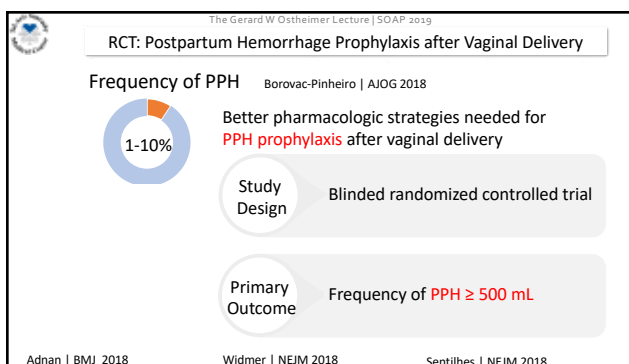 The Gerard W Ostheimer Lecture | SOAP 2019
RCT: Postpartum Hemorrhage Prophylaxis after Vaginal Delivery
Frequency of PPH
Borovac-Pinheiro | AJOG 2018
1-10%
Better pharmacologic strategies needed for
PPH prophylaxis after vaginal delivery
Study
Design
Blinded randomized controlled trial
Primary
Outcome
Frequency of PPH ≥ 500 mL
Adnan | BMJ 2018
Widmer | NEJM 2018
Sentilhes | NEJM 2018